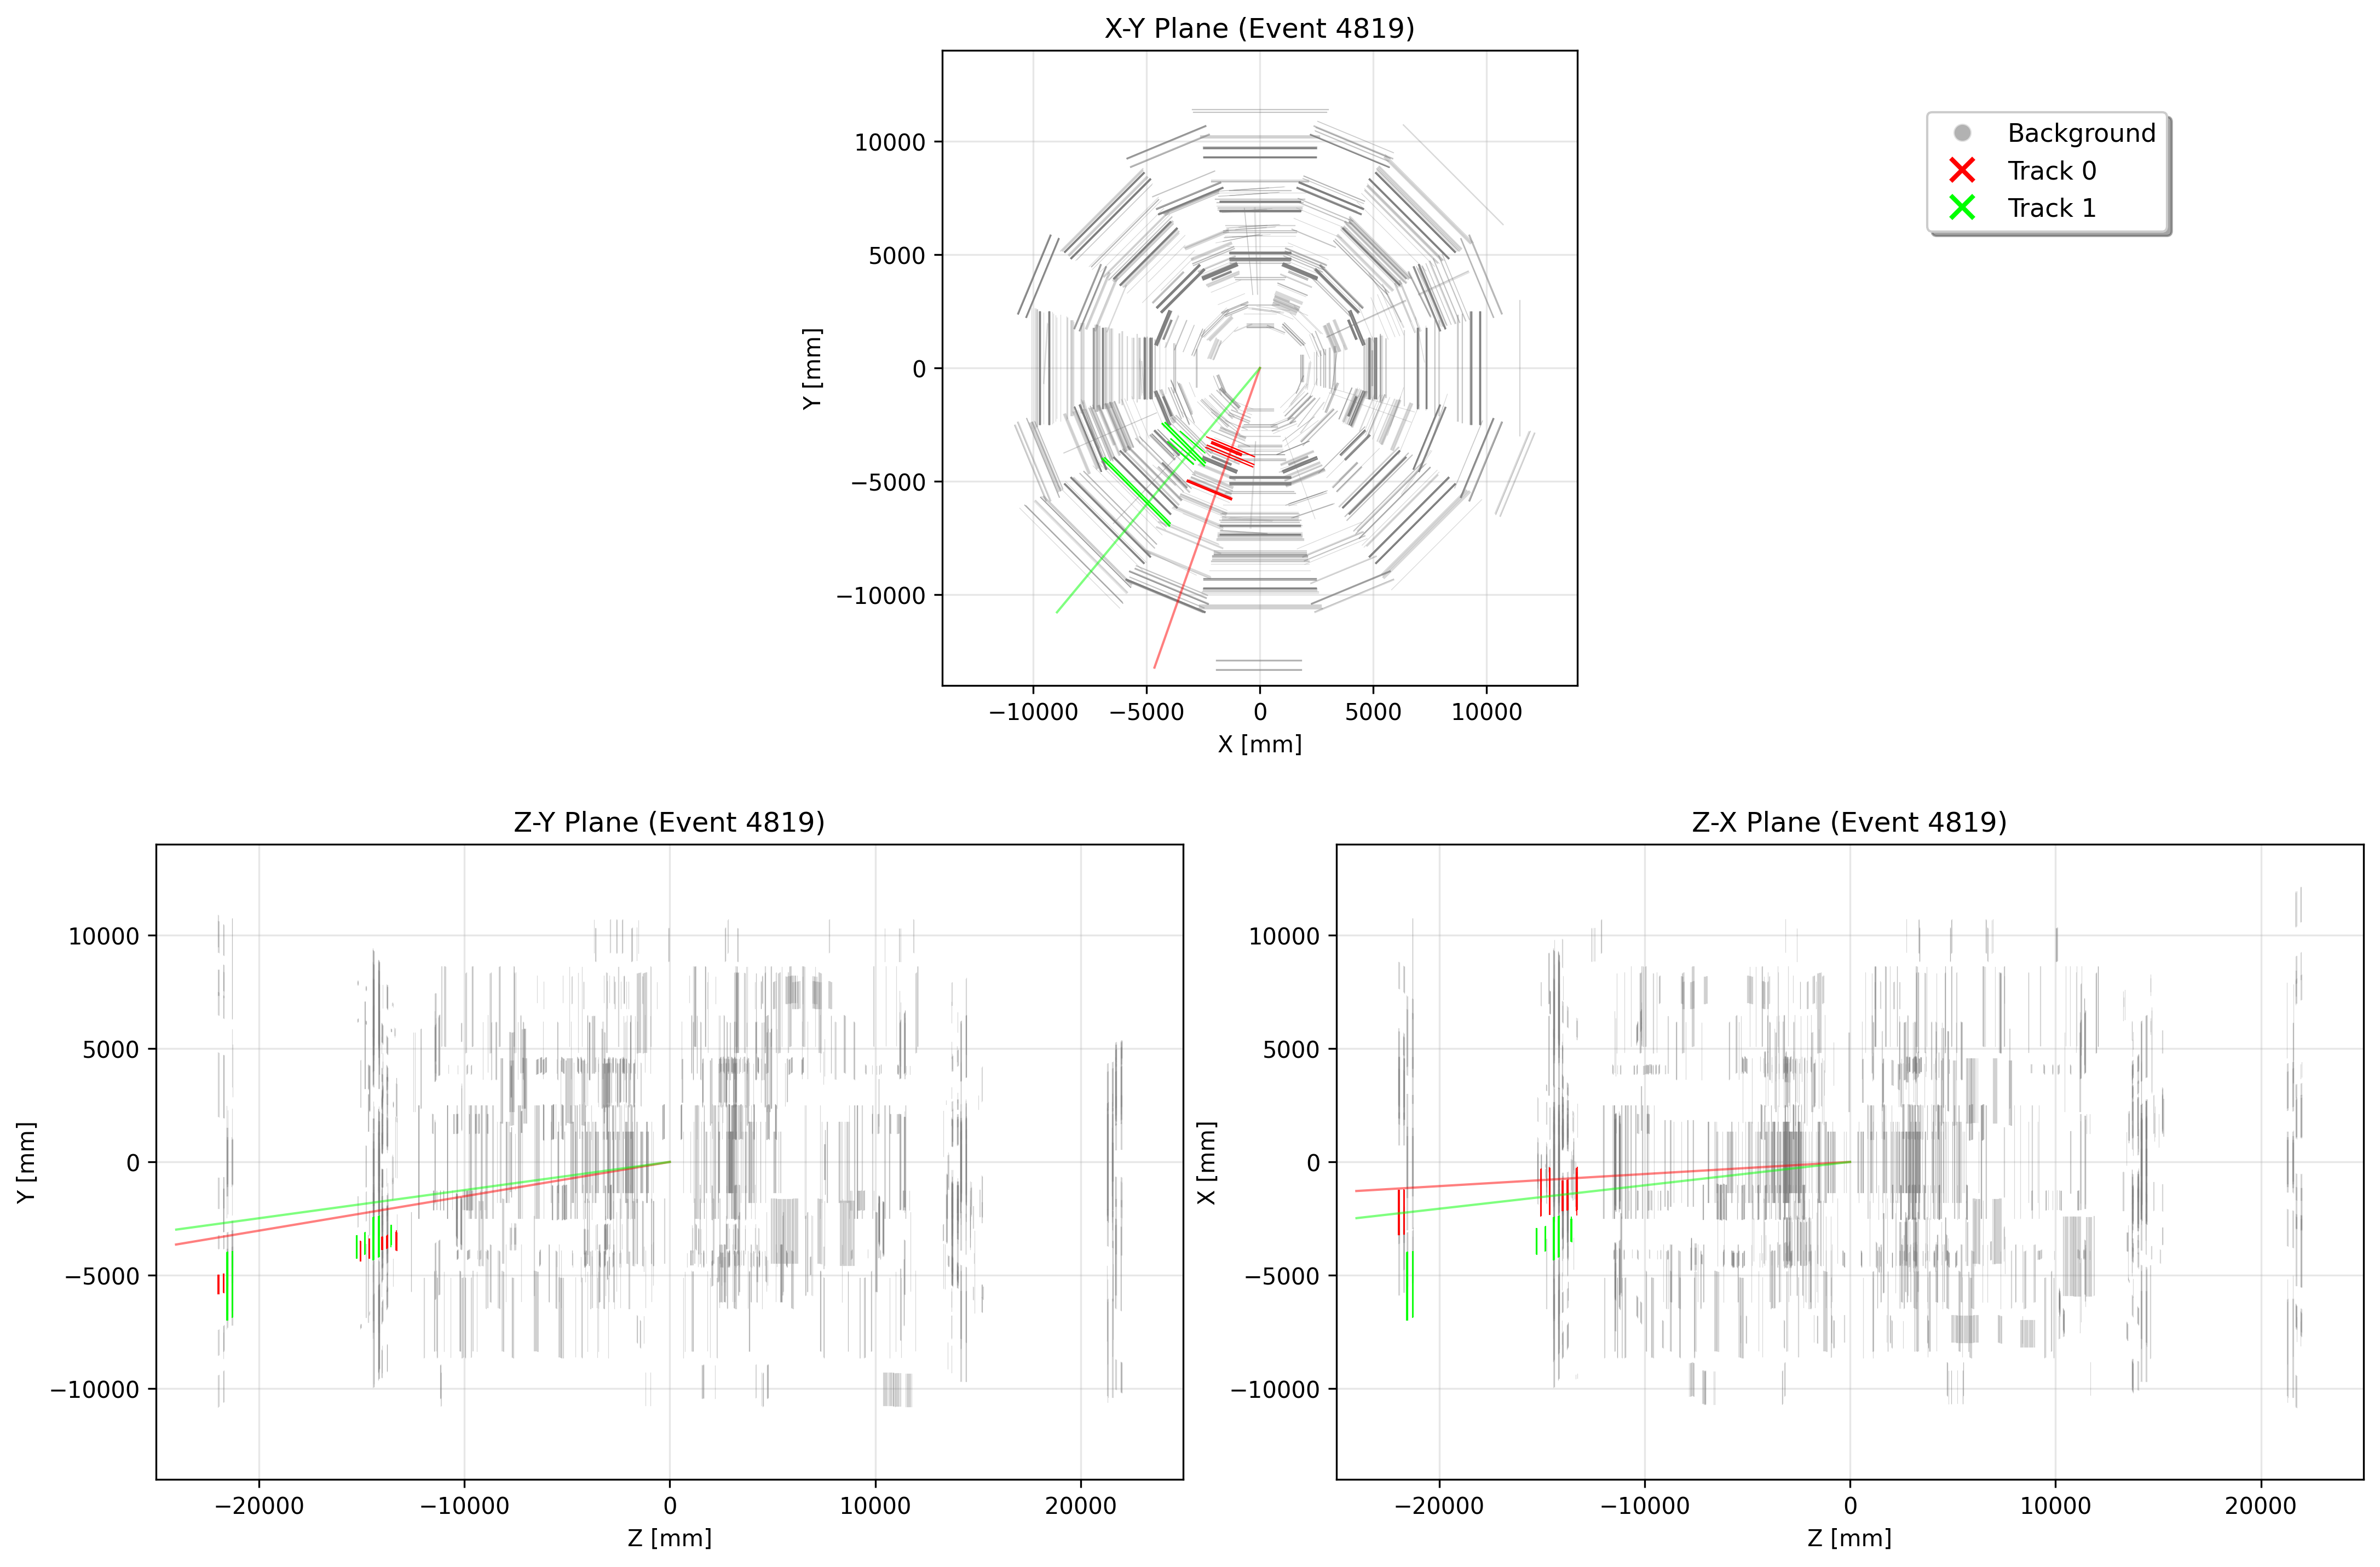 X-Y Plane (Event 4819)
Background
Track 0
Track 1
10000
5000
0
−5000
−10000
Y [mm]
−10000 −5000 0 5000 10000
X [mm]
Z-Y Plane (Event 4819)
10000
5000
0
−5000
−10000
Y [mm]
−20000 −10000 0 10000 20000
Z [mm]
Z-X Plane (Event 4819)
10000
5000
0
−5000
−10000
X [mm]
−20000 −10000 0 10000 20000
Z [mm]